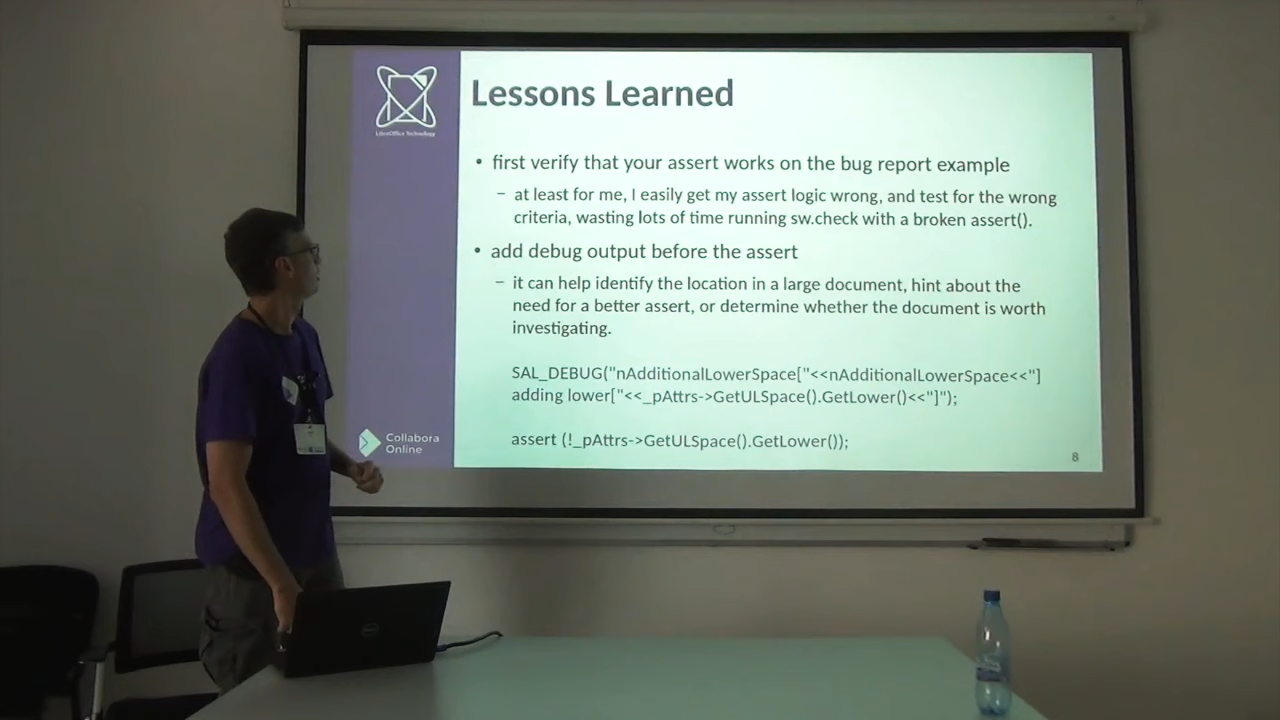 Lessons Learned
LibreOffice Technology
• first verify that your assert works on the bug report example
– at least for me, I easily get my assert logic wrong, and test for the wrong
criteria, wasting lots of time running sw.check with a broken assert().
• add debug output before the assert
– it can help identify the location in a large document, hint about the
need for a better assert, or determine whether the document is worth
investigating.
SAL_DEBUG("nAdditionalLowerSpace["<<nAdditionalLowerSpace<<"]
adding lower["<<_pAttrs->GetULSpace().GetLower()<<"]");
assert (!_pAttrs->GetULSpace().GetLower());
Collabora
Online
8
DELL